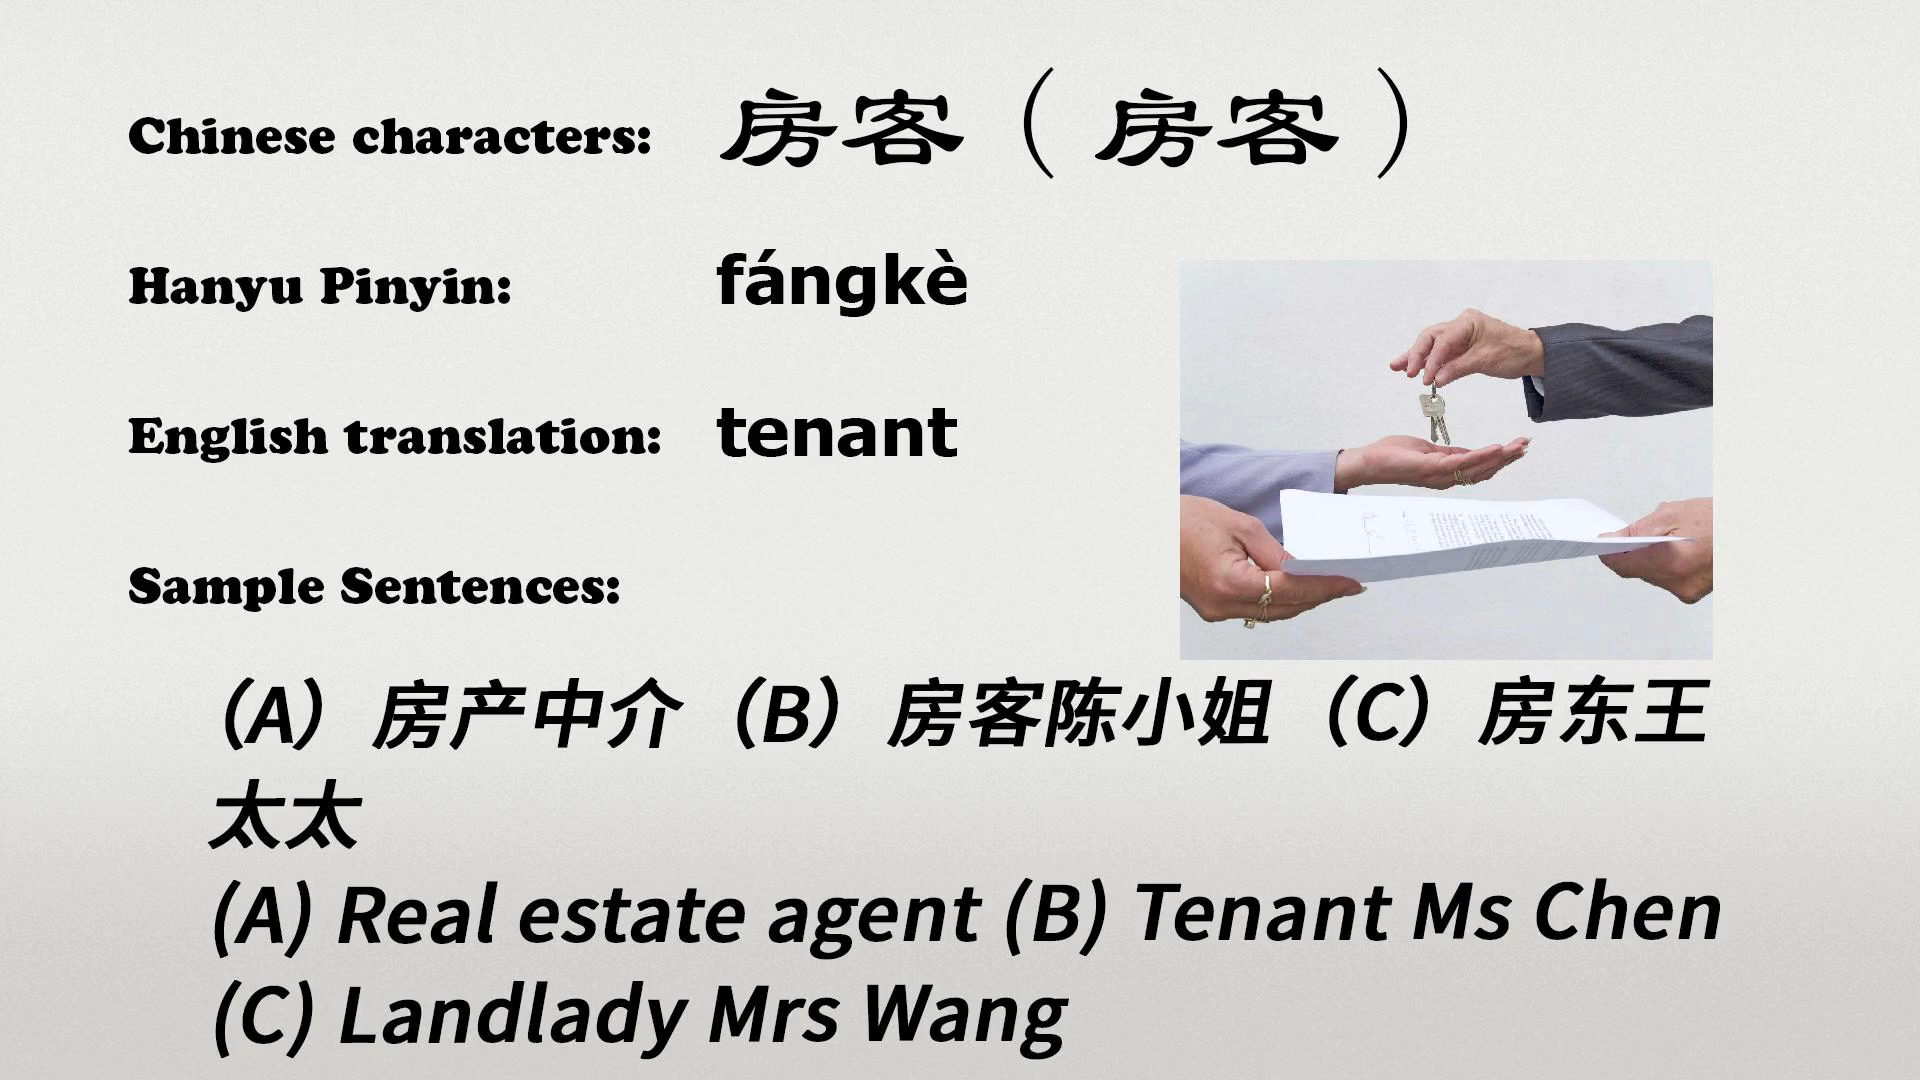 Chinese characters: 房客（房客）
Hanyu Pinyin: fángkè
English translation: tenant
Sample Sentences:
（A）房产中介（B）房客陈小姐（C）房东王
太太
(A) Real estate agent (B) Tenant Ms Chen
(C) Landlady Mrs Wang